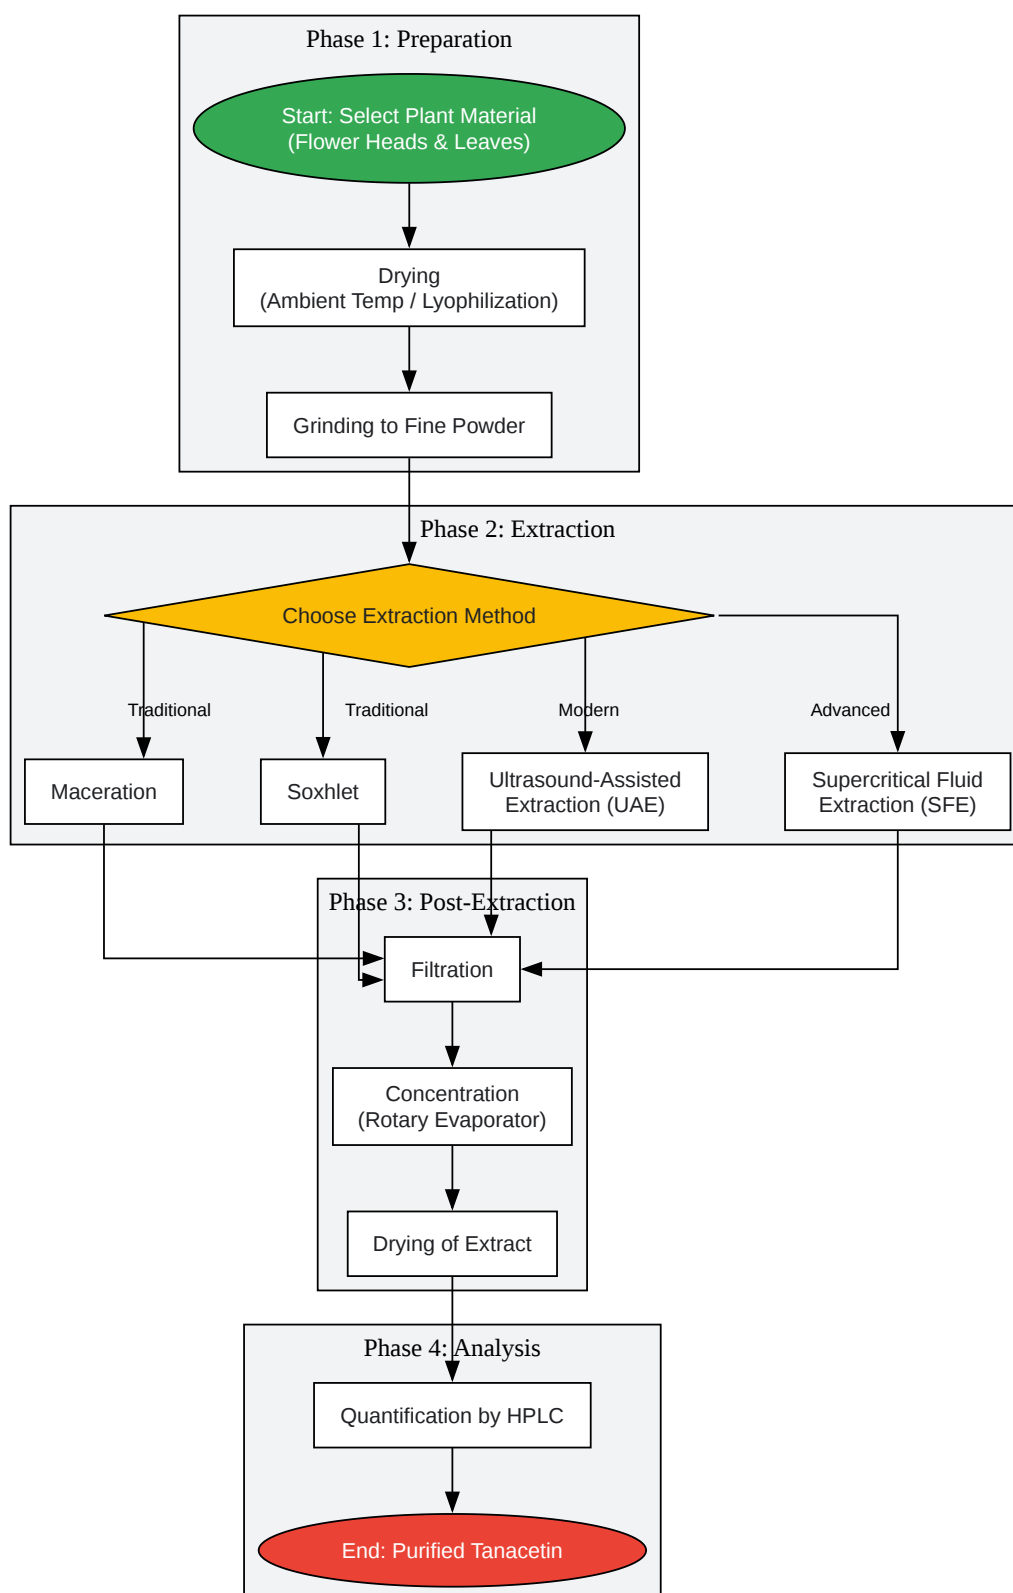 Phase 1: Preparation
Start: Select Plant Material
(Flower Heads & Leaves)
Drying
(Ambient Temp / Lyophilization)
Grinding to Fine Powder
Phase 2: Extraction
Choose Extraction Method
Traditional
Traditional
Modern
Advanced
Maceration
Soxhlet
Ultrasound-Assisted
Extraction (UAE)
Supercritical Fluid
Extraction (SFE)
Phase 3: Post-Extraction
Filtration
Concentration
(Rotary Evaporator)
Drying of Extract
Phase 4: Analysis
Quantification by HPLC
End: Purified Tanacetin